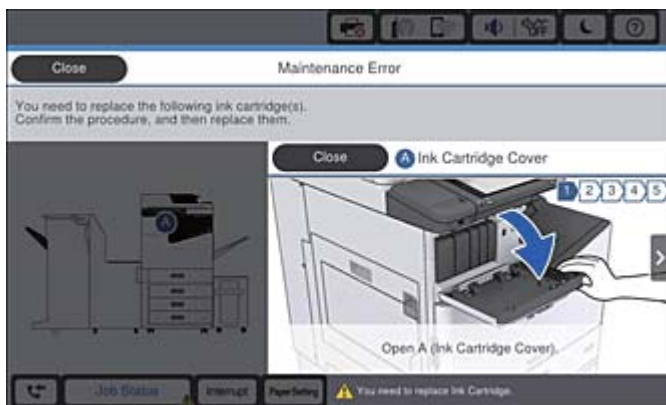 OFF
Close
Maintenance Error
You need to replace the following ink cartridge(s).
Confirm the procedure, and then replace them.
Close
A Ink Cartridge Cover
1 2 3 4 5
A
Open A (Ink Cartridge Cover).
Job Status
Interrupt
Paper Setting
You need to replace Ink Cartridge.